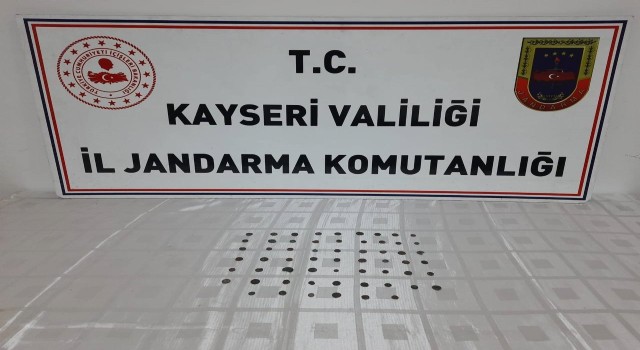 T.C.
KAYSERİ VALİLİĞİ
İL JANDARMA KOMUTANLIĞI